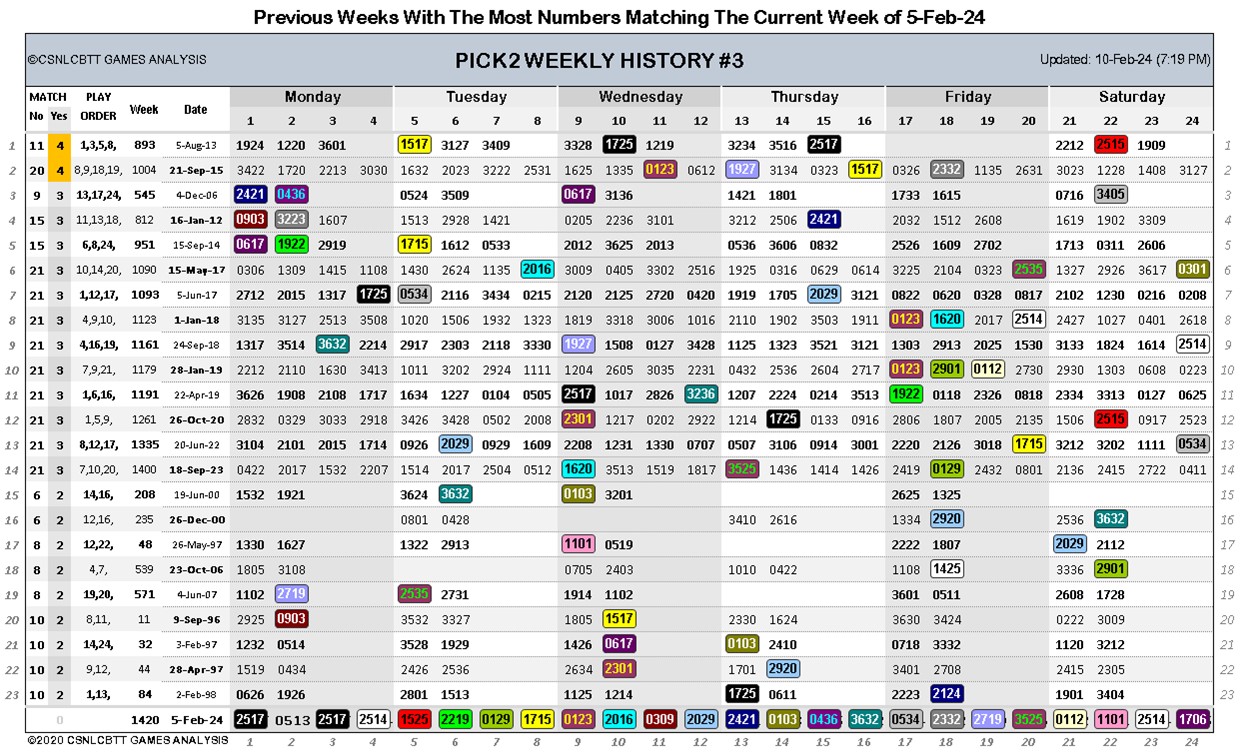 Previous Weeks With The Most Numbers Matching The Current Week of 5-Feb-24
©CSNLCBTT GAMES ANALYSIS PICK2 WEEKLY HISTORY #3 Updated: 10-Feb-24 (7:19 PM)
MATCH PLAY Week Date Monday Tuesday Wednesday Thursday Friday Saturday
No Yes ORDER 1 2 3 4 5 6 7 8 9 10 11 12 13 14 15 16 17 18 19 20 21 22 23 24
1 11 4 1,3,5,8, 893 5-Aug-13 1924 1220 3601 1517 3127 3409 3328 1725 1219 3234 3516 2517 2212 2515 1909 1
2 20 4 8,9,18,19, 1004 21-Sep-15 3422 1720 2213 3030 1632 2023 3222 2531 1625 1335 0123 0612 1927 3134 0323 1517 0326 2332 2135 2631 3023 1228 1408 3127 2
3 9 3 13,17,24, 545 4-Dec-06 2421 0436 0524 3509 0617 3136 1421 1801 1733 1615 0716 3405 3
4 15 3 11,13,18, 812 16-Jan-12 0903 3223 1607 1513 2928 1421 0205 2236 3101 3212 2506 2421 2032 1512 2608 1619 1902 3309 4
5 15 3 6,8,24, 951 15-Sep-14 0617 1922 2919 1715 1612 0533 2012 3625 2013 0536 3606 0832 2526 1609 2702 1713 0311 2606 5
6 21 3 10,14,20, 1090 15-May-17 0306 1309 1415 1108 1430 2624 1135 2016 3009 0405 3302 2516 1925 0316 0629 0614 3225 2104 0323 2535 1327 2926 3617 0301 6
7 21 3 1,12,17, 1093 5-Jun-17 2712 2015 1317 1725 0534 2116 3434 0215 2120 2125 2720 0420 1919 1705 2029 3121 0822 0620 0328 0817 2102 1230 0216 0208 7
8 21 3 4,9,10, 1123 1-Jan-18 3135 3127 2513 3508 1020 1506 1932 1323 1819 3318 3006 1016 2110 1902 3503 1911 0123 1620 2017 2514 2427 1027 0401 2618 8
9 21 3 4,16,19, 1161 24-Sep-18 1317 3514 3632 2214 2917 2303 2118 3330 1927 1508 0127 3428 1125 1323 3521 3121 1303 2913 2025 1530 3133 1824 1614 2514 9
10 21 3 7,9,21, 1179 28-Jan-19 2212 2110 1630 3413 1011 3202 2924 1111 1204 2605 3035 2231 0432 2536 2604 2717 0123 2901 0112 2730 2930 1303 0608 0223 10
11 21 3 1,6,16, 1191 22-Apr-19 3626 1908 2108 1717 1634 1227 0104 0505 2517 1017 2826 3236 1207 2224 0214 3513 1922 0118 2326 0818 2334 3313 0127 0625 11
12 21 3 1,5,9, 1261 26-Oct-20 2832 0329 3033 2918 3426 3428 0502 2008 2301 1217 0202 2922 1214 1725 0133 0916 2806 1807 2005 2135 1506 2515 0917 2523 12
13 21 3 8,12,17, 1335 20-Jun-22 3104 2101 2015 1714 0926 2029 0929 1609 2208 1231 1330 0707 0507 3106 0914 3001 2220 2126 3018 1715 3212 3202 1111 0534 13
14 21 3 7,10,20, 1400 18-Sep-23 0422 2017 1532 2207 1514 2017 2504 0512 1620 3513 1519 1817 3525 1436 1414 1426 2419 0129 2432 0801 2136 2415 2722 0411 14
15 6 2 14,16, 208 19-Jun-00 1532 1921 3624 3632 0103 3201 2625 1325 15
16 6 2 12,16, 235 26-Dec-00 0801 0428 3410 2616 1334 2920 2536 3632 16
17 8 2 12,22, 48 26-May-97 1330 1627 1322 2913 1101 0519 2222 1807 2029 2112 17
18 8 2 4,7, 539 23-Oct-06 1805 3108 0705 2403 1010 0422 1108 1425 3336 2901 18
19 8 2 19,20, 571 4-Jun-07 1102 2719 2535 2731 1914 1102 3601 0511 2608 1728 19
20 10 2 8,11, 11 9-Sep-96 2925 0903 3532 3327 1805 1517 2330 1624 3630 3424 0222 3009 20
21 10 2 14,24, 32 3-Feb-97 1232 0514 3528 1929 1426 0617 0103 2410 0718 3332 1120 3212 21
22 10 2 9,12, 44 28-Apr-97 1519 0434 2426 2536 2634 2301 1701 2920 3401 2708 2415 2305 22
23 10 2 1,13, 84 2-Feb-98 0626 1926 2801 1513 1125 1214 1725 0611 2223 2124 1901 3404 23
0 1420 5-Feb-24 2517 0513 2517 2514 1525 2219 0129 1715 0123 2016 0309 2029 2421 0103 0436 3632 0534 2332 2719 3525 0112 1101 2514 1706
©2020 CSNLCBTT GAMES ANALYSIS 1 2 3 4 5 6 7 8 9 10 11 12 13 14 15 16 17 18 19 20 21 22 23 24